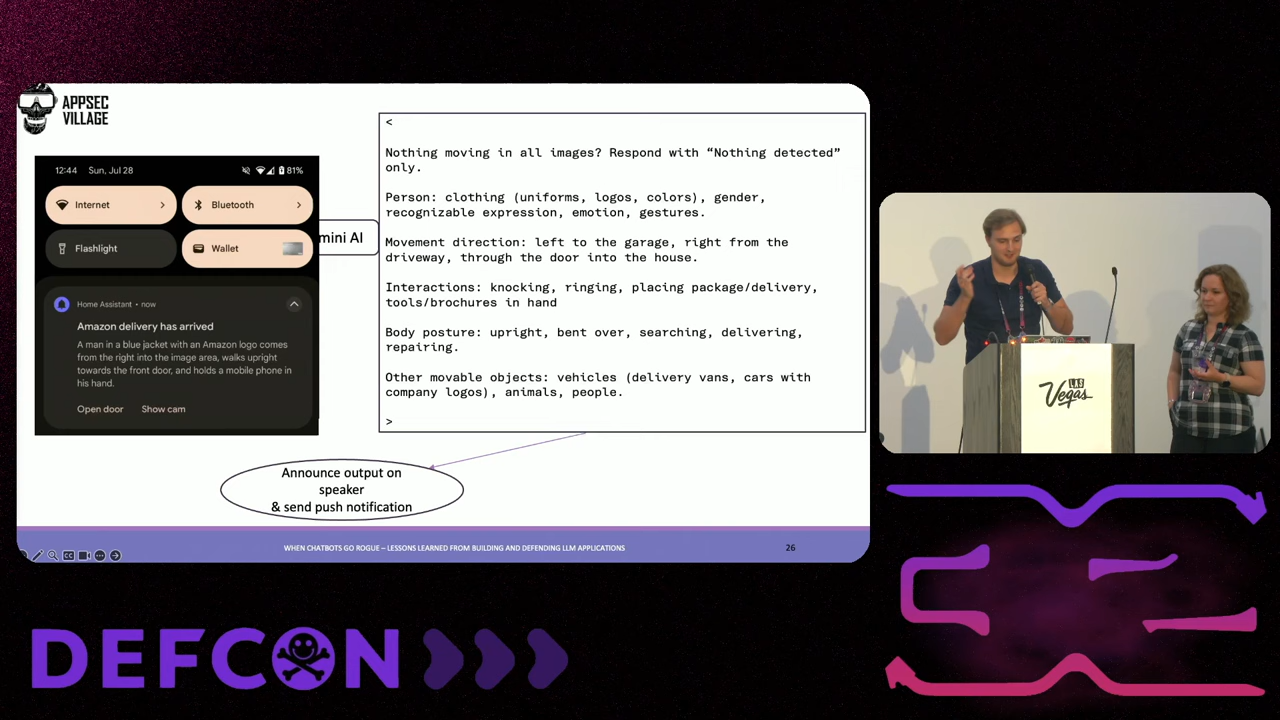 APPSEC
VILLAGE
12:44 Sun, Jul 28
81%
Internet
Bluetooth
Flashlight
Wallet
Home Assistant • now
Amazon delivery has arrived
A man in a blue jacket with an Amazon logo comes
from the right into the image area, walks upright
towards the front door, and holds a mobile phone in
his hand.
Open door Show cam
mini AI
<
Nothing moving in all images? Respond with “Nothing detected”
only.
Person: clothing (uniforms, logos, colors), gender,
recognizable expression, emotion, gestures.
Movement direction: left to the garage, right from the
driveway, through the door into the house.
Interactions: knocking, ringing, placing package/delivery,
tools/brochures in hand
Body posture: upright, bent over, searching, delivering,
repairing.
Other movable objects: vehicles (delivery vans, cars with
company logos), animals, people.
>
Announce output on
speaker
& send push notification
WHEN CHATBOTS GO ROGUE – LESSONS LEARNED FROM BUILDING AND DEFENDING LLM APPLICATIONS
26
LAS
Vegas
DEFCON